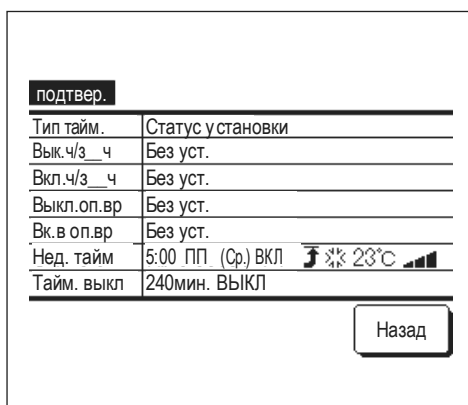 подтвер.
Тип тайм. Статус установки
Вык.ч/з__ч Без уст.
Вкл.ч/з__ч Без уст.
Выкл.оп.вр Без уст.
Вк.в оп.вр Без уст.
Нед. тайм 5:00 ПП (Ср.) ВКЛ 23°C
Тайм. выкл 240мин. ВЫКЛ
Назад